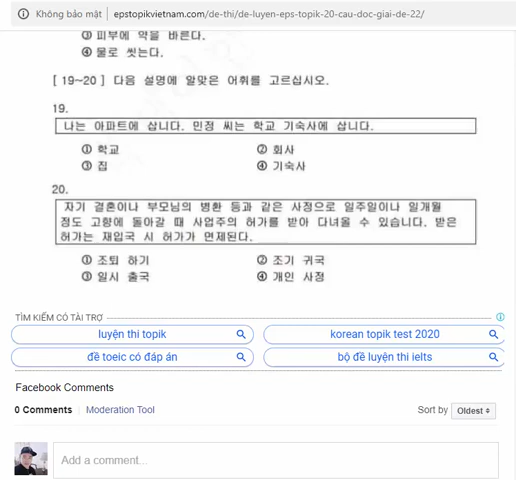 Không bảo mật | epstopikvietnam.com/de-thi/de-luyen-eps-topik-20-cau-doc-giai-de-22/
③ 피부에 약을 바른다.
④ 물로 씻는다.
[ 19~20 ] 다음 설명에 알맞은 어휘를 고르십시오.
19.
나는 아파트에 삽니다. 민정 씨는 학교 기숙사에 삽니다.
① 학교 ② 회사
③ 집 ④ 기숙사
20.
자기 결혼이나 부모님의 병환 등과 같은 사정으로 일주일이나 일개월
정도 고향에 돌아갈 때 사업주의 허가를 받아 다녀올 수 있습니다. 받은
허가는 재입국 시 허가가 면제된다.
① 조퇴 하기 ② 조기 귀국
③ 일시 출국 ④ 개인 사정
TÌM KIẾM CÓ TÀI TRỢ
luyện thi topik korean topik test 2020
đề toeic có đáp án bộ đề luyện thi ielts
Facebook Comments
0 Comments Moderation Tool Sort by Oldest
Add a comment...